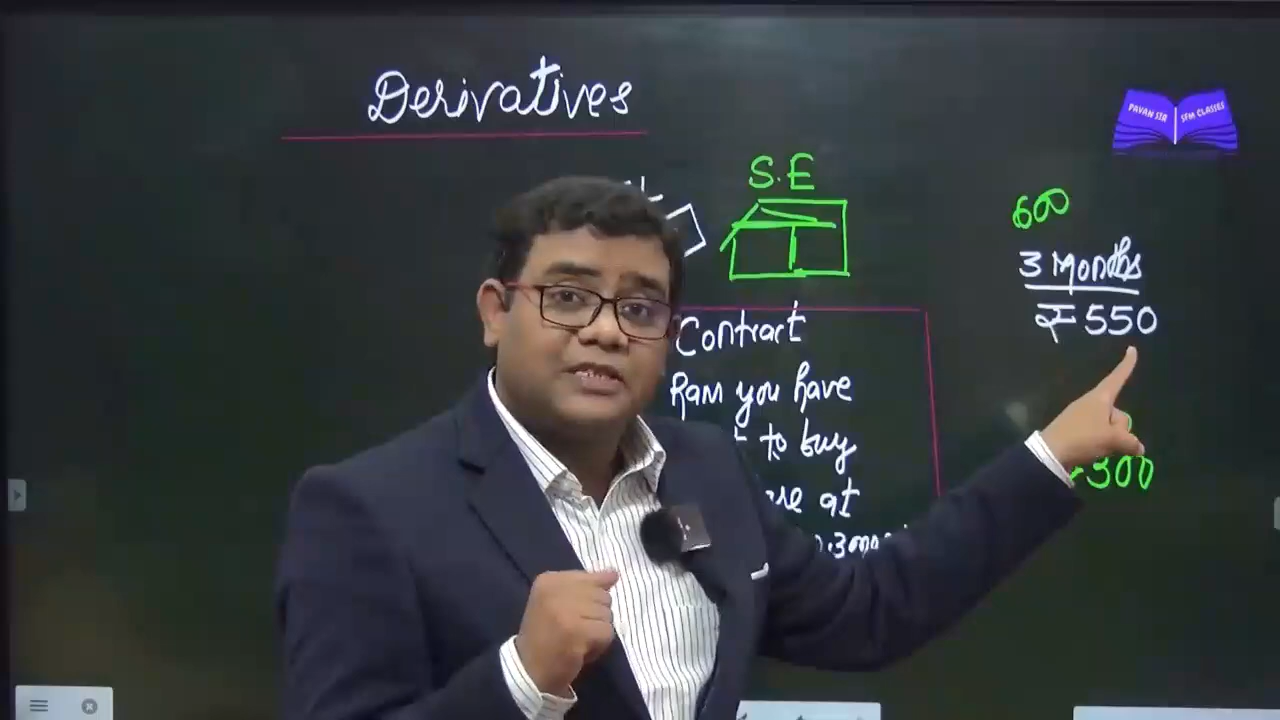 Derivatives
PAVAN SIR SFM CLASSES
S.E
600
3 Months
₹ 550
Contract
Ram you have
to buy
at
300